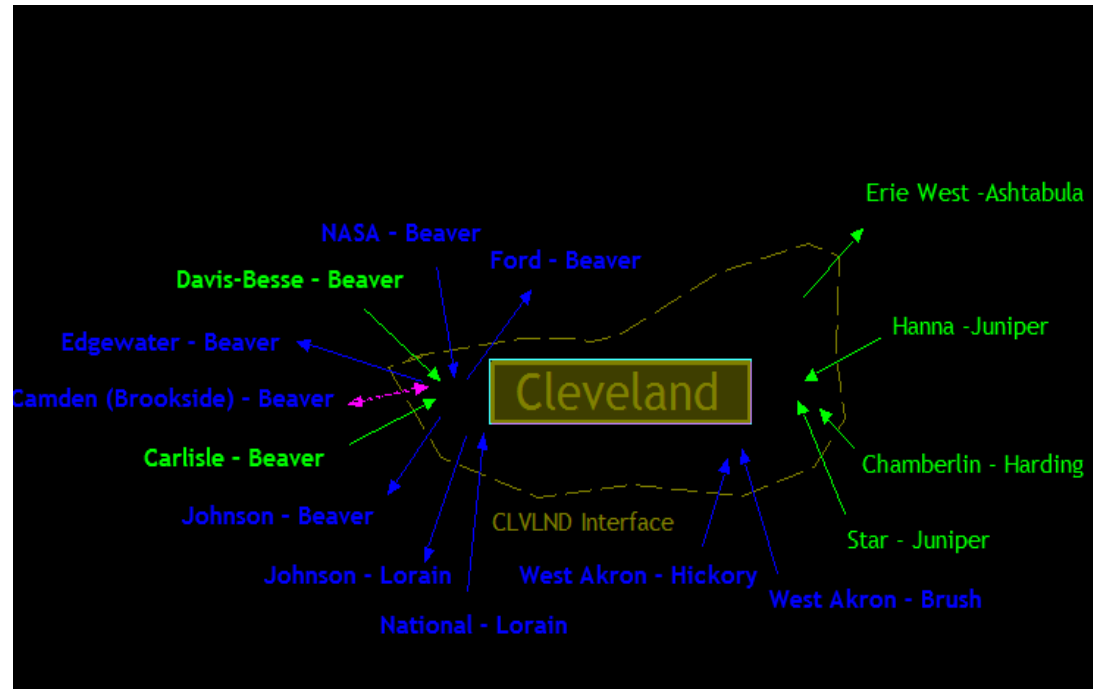 Erie West -Ashtabula
NASA - Beaver
Ford - Beaver
Davis-Besse - Beaver
Hanna -Juniper
Edgewater - Beaver
Cleveland
Camden (Brookside) - Beaver
Carlisle - Beaver
Chamberlin - Harding
Johnson - Beaver
CLVLND Interface
Star - Juniper
Johnson - Lorain
West Akron - Hickory
West Akron - Brush
National - Lorain